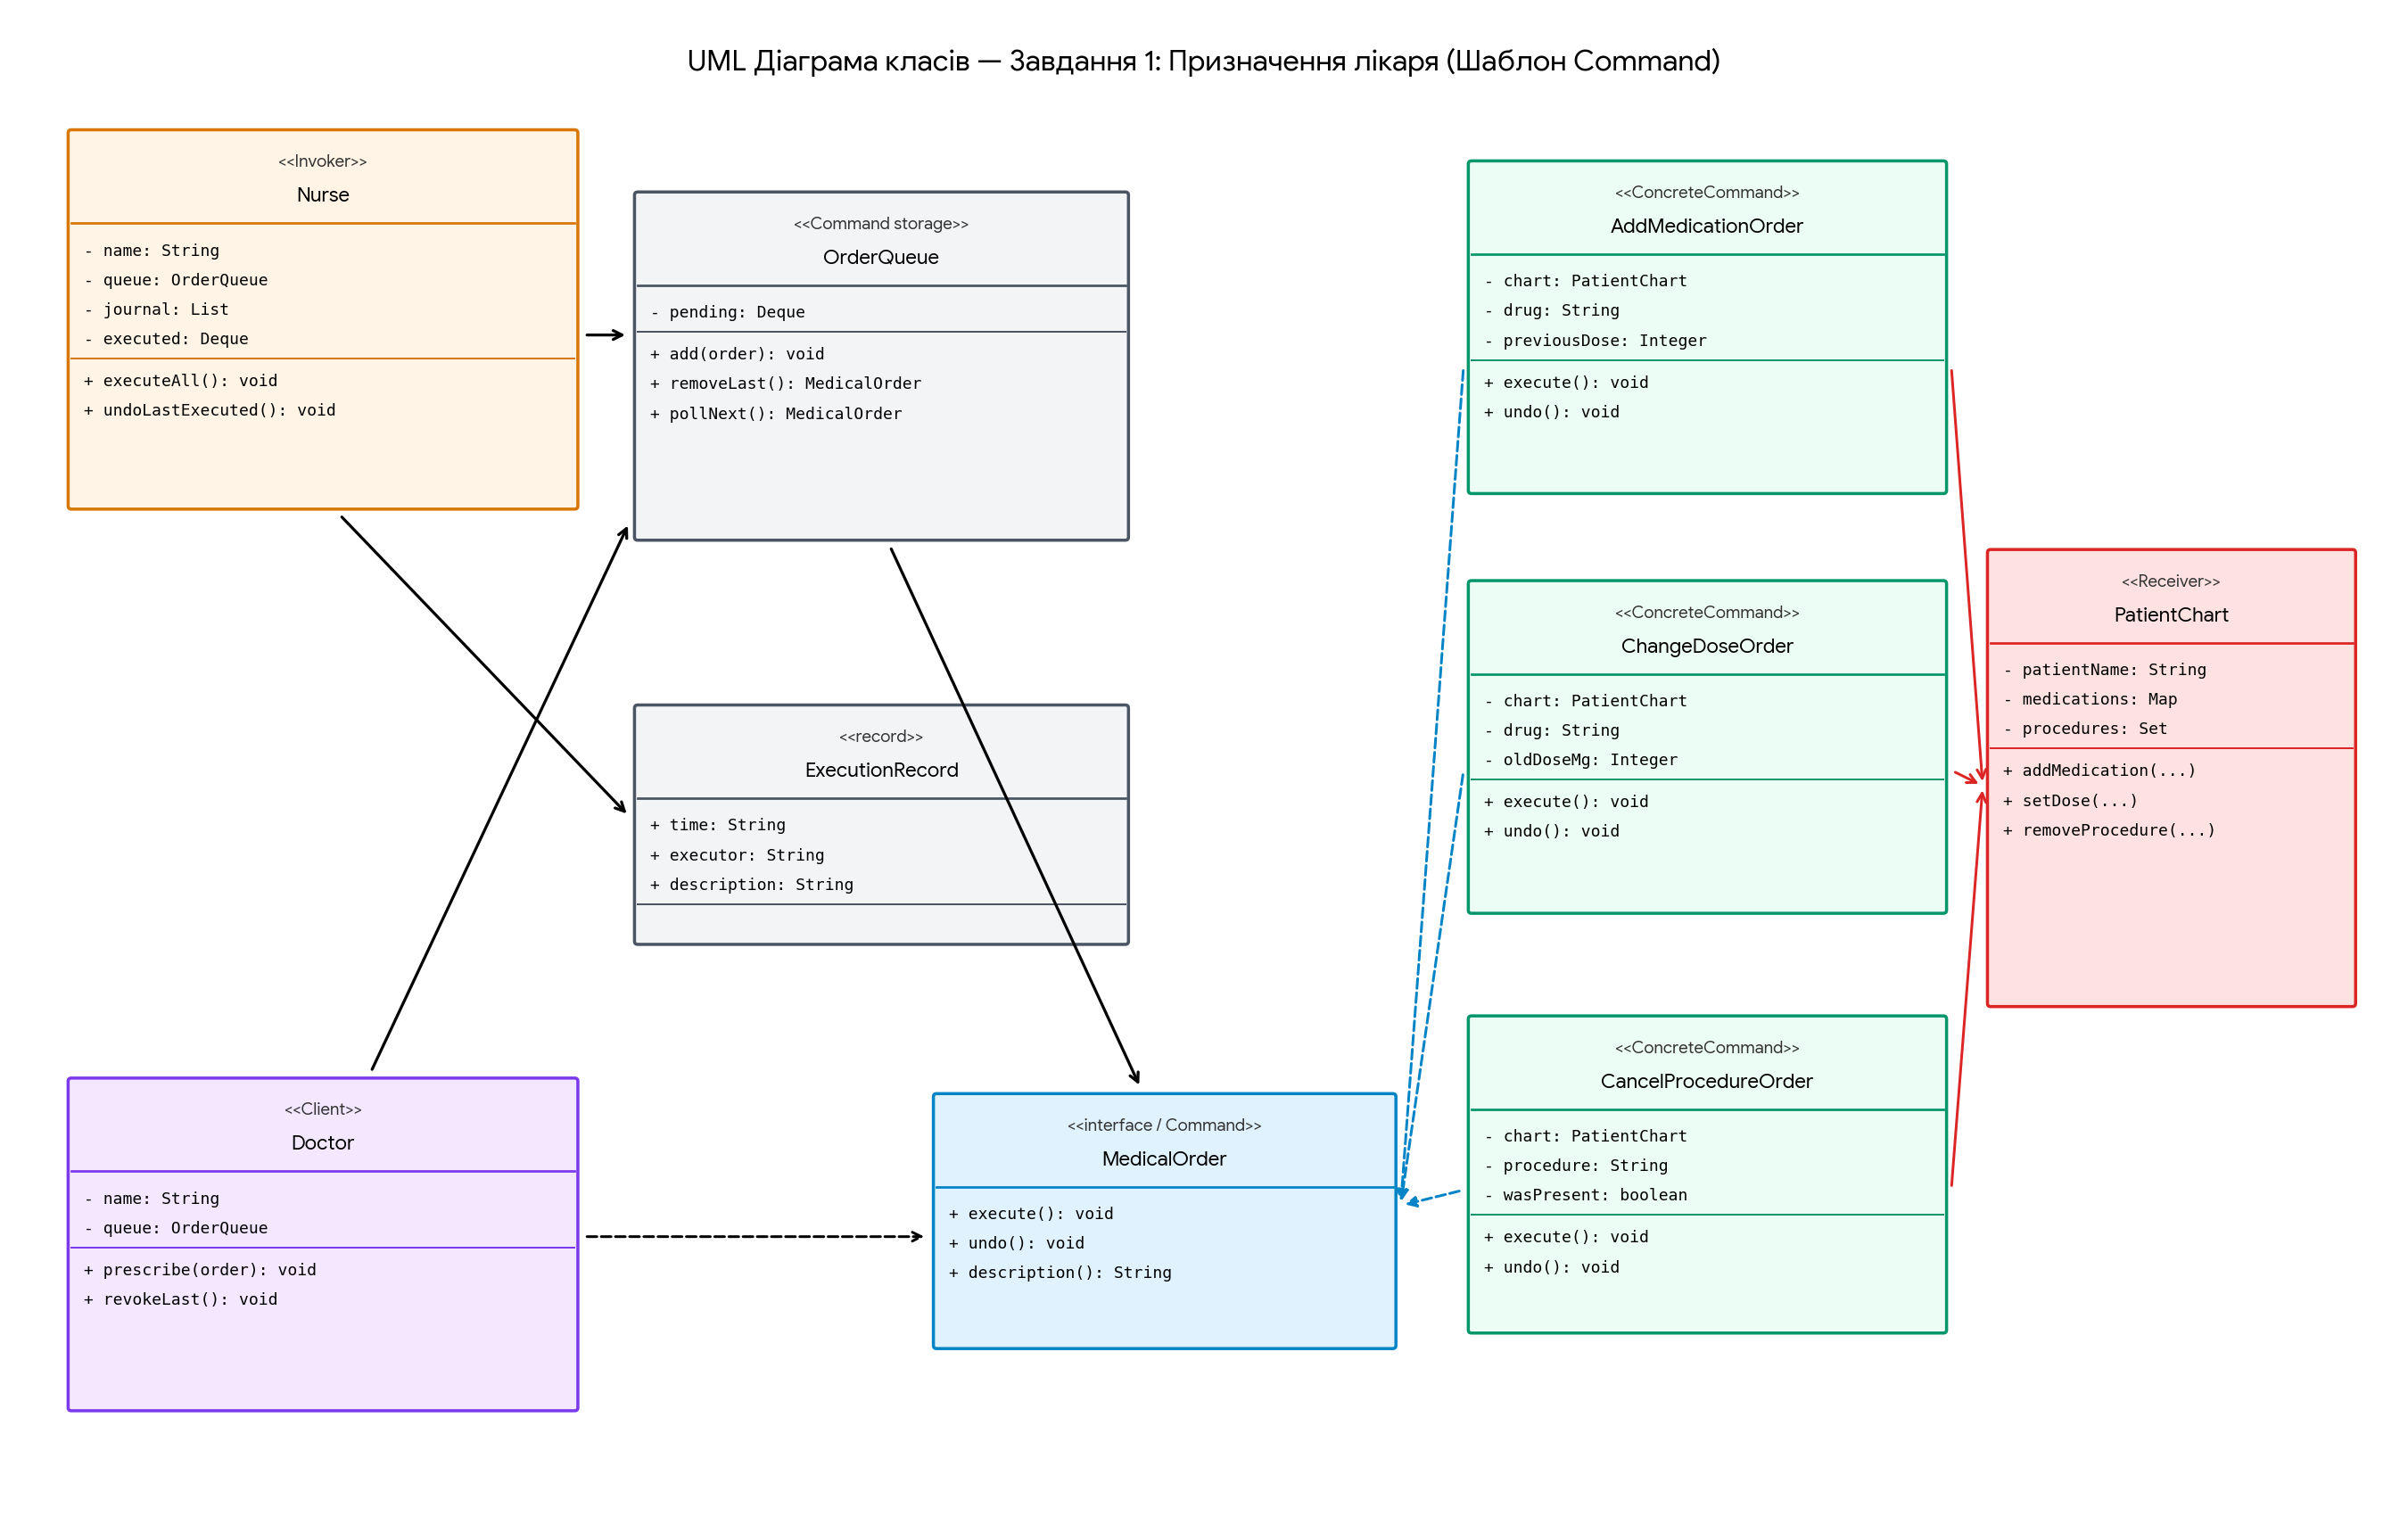 UML Діаграма класів — Завдання 1: Призначення лікаря (Шаблон Command)
<<Invoker>>
Nurse
- name: String
- queue: OrderQueue
- journal: List
- executed: Deque
+ executeAll(): void
+ undoLastExecuted(): void
<<Command storage>>
OrderQueue
- pending: Deque
+ add(order): void
+ removeLast(): MedicalOrder
+ pollNext(): MedicalOrder
<<record>>
ExecutionRecord
+ time: String
+ executor: String
+ description: String
<<Client>>
Doctor
- name: String
- queue: OrderQueue
+ prescribe(order): void
+ revokeLast(): void
<<interface / Command>>
MedicalOrder
+ execute(): void
+ undo(): void
+ description(): String
<<ConcreteCommand>>
AddMedicationOrder
- chart: PatientChart
- drug: String
- previousDose: Integer
+ execute(): void
+ undo(): void
<<ConcreteCommand>>
ChangeDoseOrder
- chart: PatientChart
- drug: String
- oldDoseMg: Integer
+ execute(): void
+ undo(): void
<<ConcreteCommand>>
CancelProcedureOrder
- chart: PatientChart
- procedure: String
- wasPresent: boolean
+ execute(): void
+ undo(): void
<<Receiver>>
PatientChart
- patientName: String
- medications: Map
- procedures: Set
+ addMedication(...)
+ setDose(...)
+ removeProcedure(...)